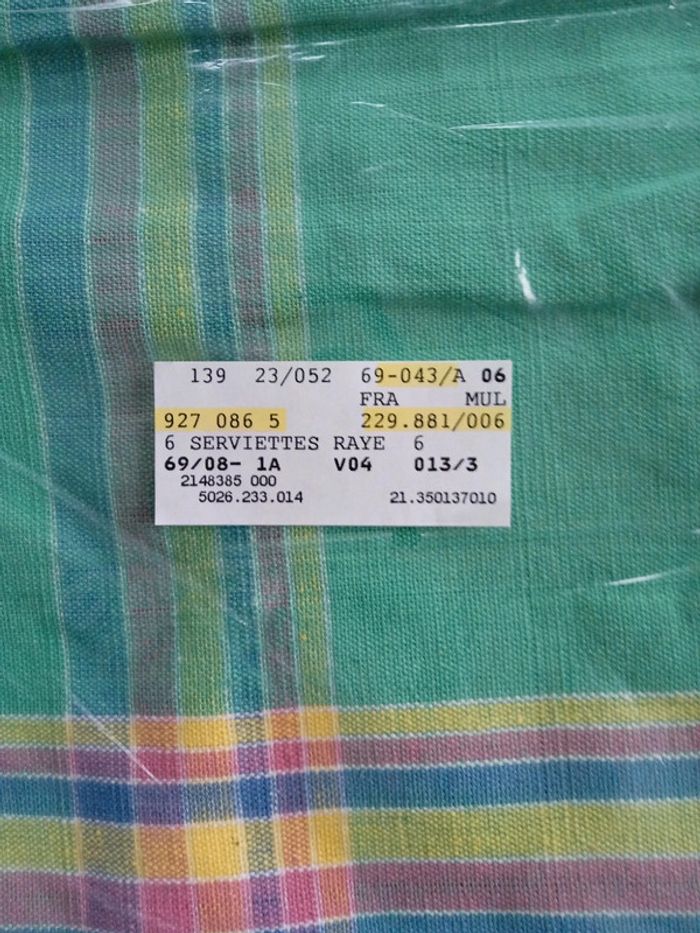 139 23/052 69-043/A 06
FRA MUL
927 086 5 229.881/006
6 SERVIETTES RAYE 6
69/08- 1A V04 013/3
2148385 000
5026.233.014 21.350137010